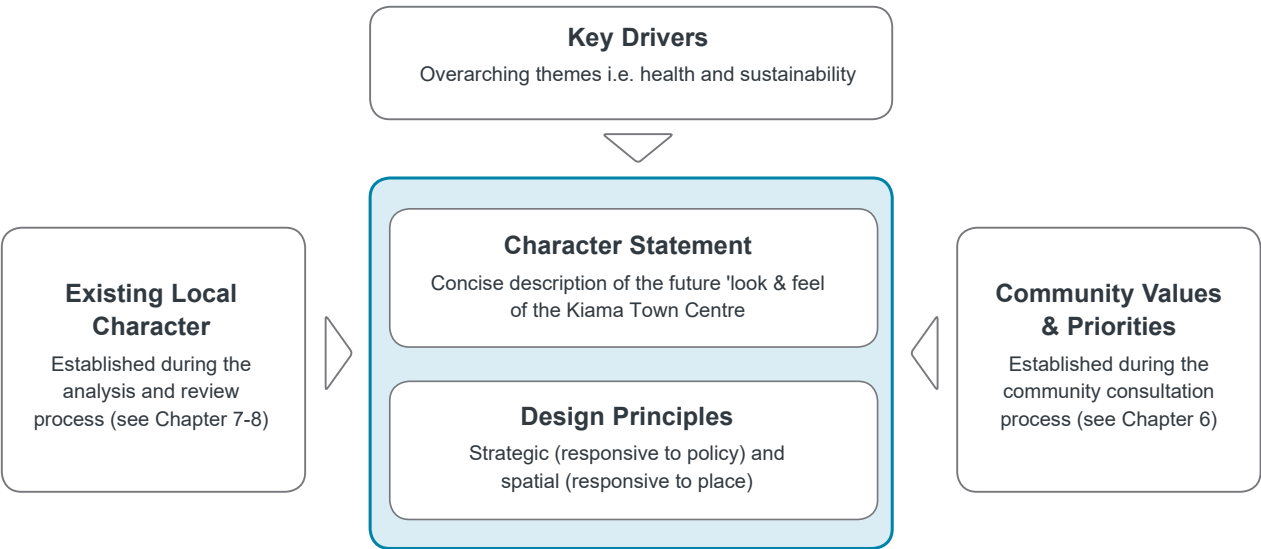 Key Drivers
Overarching themes i.e. health and sustainability
Existing Local
Character
Established during the
analysis and review
process (see Chapter 7-8)
Character Statement
Concise description of the future 'look & feel
of the Kiama Town Centre
Design Principles
Strategic (responsive to policy) and
spatial (responsive to place)
Community Values
& Priorities
Established during the
community consultation
process (see Chapter 6)